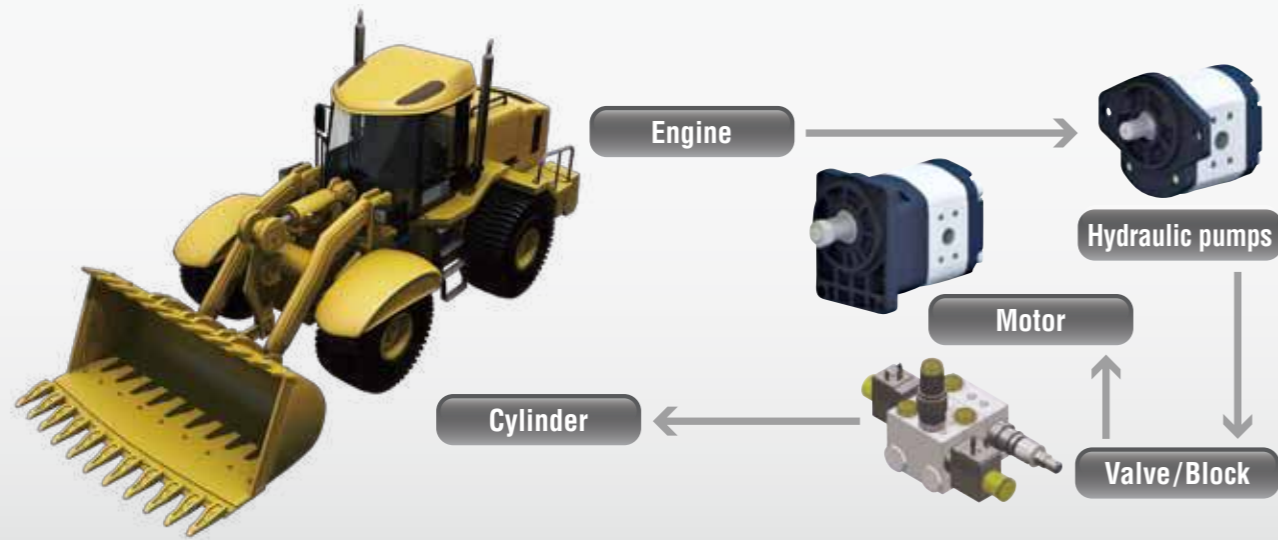 Engine
Hydraulic pumps
Motor
Cylinder
Valve/Block